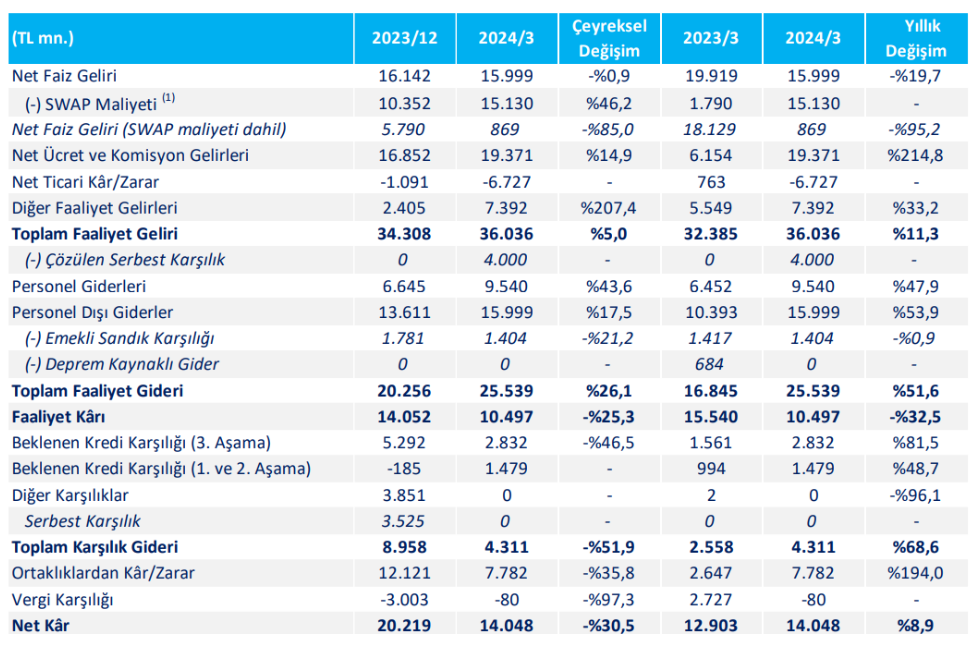 (TL mn.) 2023/12 2024/3 Çeyreksel Değişim 2023/3 2024/3 Yıllık Değişim
Net Faiz Geliri 16.142 15.999 -%0,9 19.919 15.999 -%19,7
(-) SWAP Maliyeti (1) 10.352 15.130 %46,2 1.790 15.130 -
Net Faiz Geliri (SWAP maliyeti dahil) 5.790 869 -%85,0 18.129 869 -%95,2
Net Ücret ve Komisyon Gelirleri 16.852 19.371 %14,9 6.154 19.371 %214,8
Net Ticari Kâr/Zarar -1.091 -6.727 - 763 -6.727 -
Diğer Faaliyet Gelirleri 2.405 7.392 %207,4 5.549 7.392 %33,2
Toplam Faaliyet Geliri 34.308 36.036 %5,0 32.385 36.036 %11,3
(-) Çözülen Serbest Karşılık 0 4.000 - 0 4.000 -
Personel Giderleri 6.645 9.540 %43,6 6.452 9.540 %47,9
Personel Dışı Giderler 13.611 15.999 %17,5 10.393 15.999 %53,9
(-) Emekli Sandık Karşılığı 1.781 1.404 -%21,2 1.417 1.404 -%0,9
(-) Deprem Kaynaklı Gider 0 0 - 684 0 -
Toplam Faaliyet Gideri 20.256 25.539 %26,1 16.845 25.539 %51,6
Faaliyet Kârı 14.052 10.497 -%25,3 15.540 10.497 -%32,5
Beklenen Kredi Karşılığı (3. Aşama) 5.292 2.832 -%46,5 1.561 2.832 %81,5
Beklenen Kredi Karşılığı (1. ve 2. Aşama) -185 1.479 - 994 1.479 %48,7
Diğer Karşılıklar 3.851 0 - 2 0 -%96,1
Serbest Karşılık 3.525 0 - 0 0 -
Toplam Karşılık Gideri 8.958 4.311 -%51,9 2.558 4.311 %68,6
Ortaklıklardan Kâr/Zarar 12.121 7.782 -%35,8 2.647 7.782 %194,0
Vergi Karşılığı -3.003 -80 -%97,3 2.727 -80 -
Net Kâr 20.219 14.048 -%30,5 12.903 14.048 %8,9